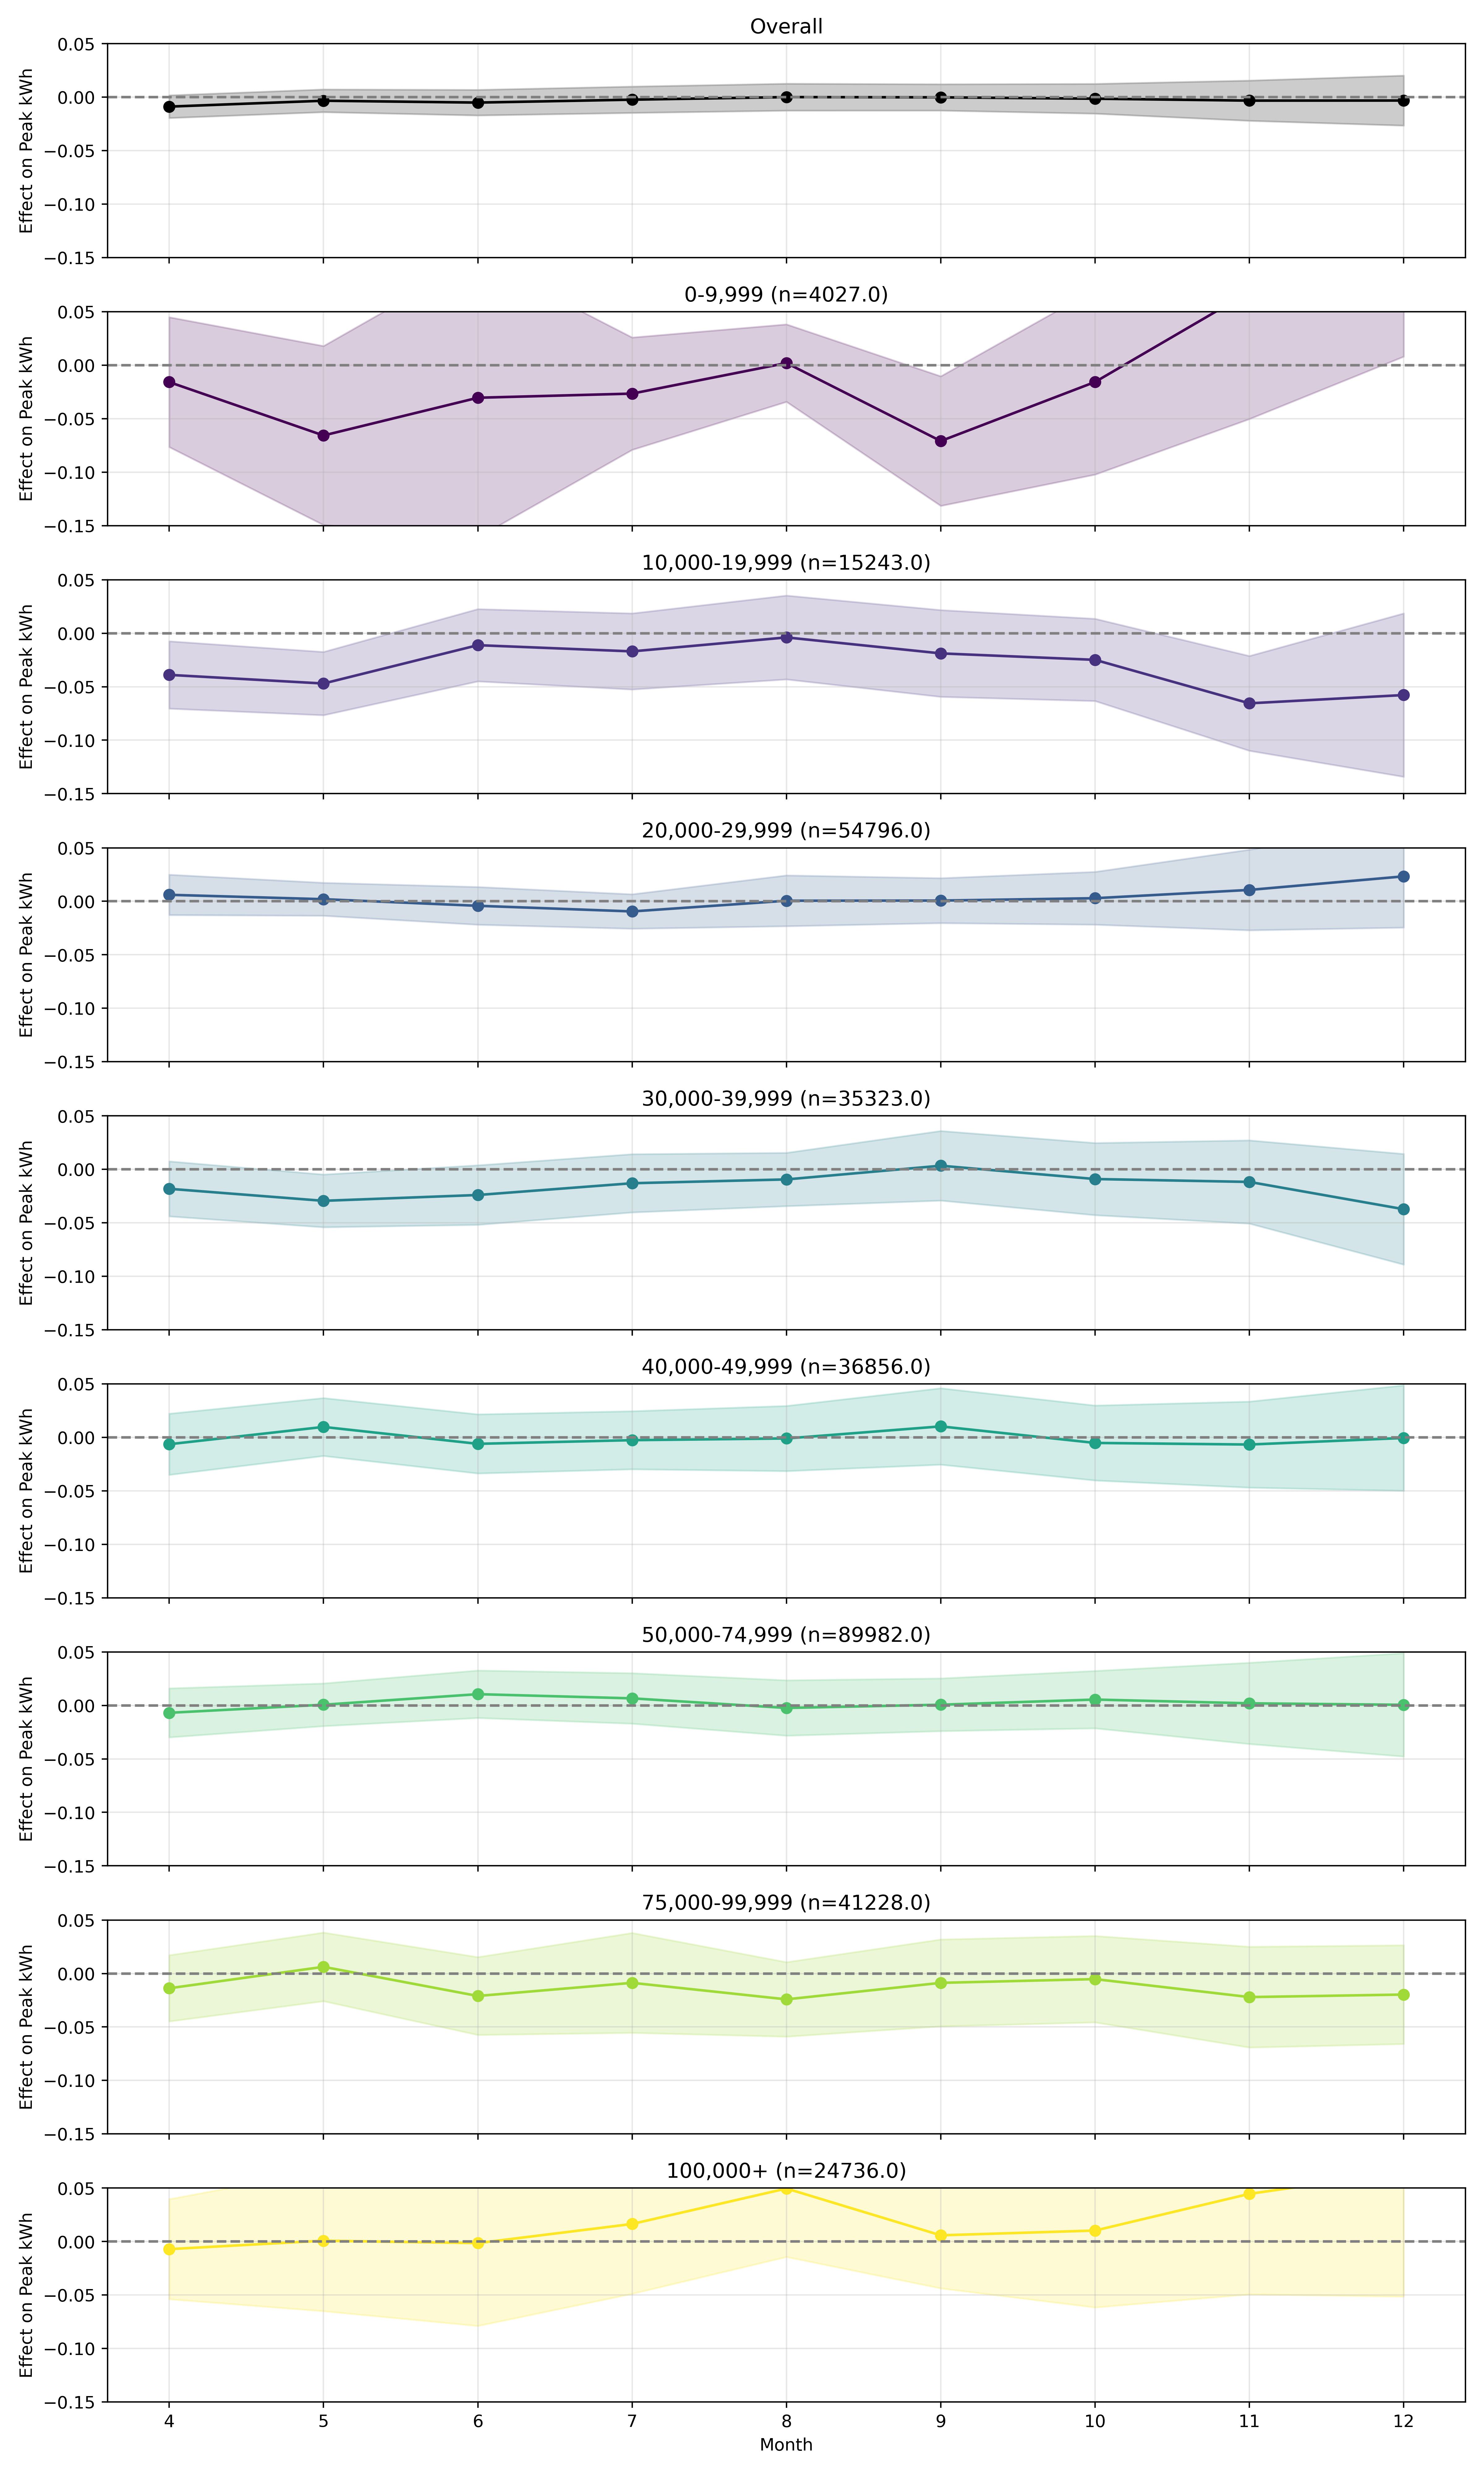 Overall
Effect on Peak kWh
0.05
0.00
−0.05
−0.10
−0.15
0-9,999 (n=4027.0)
Effect on Peak kWh
0.05
0.00
−0.05
−0.10
−0.15
10,000-19,999 (n=15243.0)
Effect on Peak kWh
0.05
0.00
−0.05
−0.10
−0.15
20,000-29,999 (n=54796.0)
Effect on Peak kWh
0.05
0.00
−0.05
−0.10
−0.15
30,000-39,999 (n=35323.0)
Effect on Peak kWh
0.05
0.00
−0.05
−0.10
−0.15
40,000-49,999 (n=36856.0)
Effect on Peak kWh
0.05
0.00
−0.05
−0.10
−0.15
50,000-74,999 (n=89982.0)
Effect on Peak kWh
0.05
0.00
−0.05
−0.10
−0.15
75,000-99,999 (n=41228.0)
Effect on Peak kWh
0.05
0.00
−0.05
−0.10
−0.15
100,000+ (n=24736.0)
Effect on Peak kWh
0.05
0.00
−0.05
−0.10
−0.15
4 5 6 7 8 9 10 11 12
Month